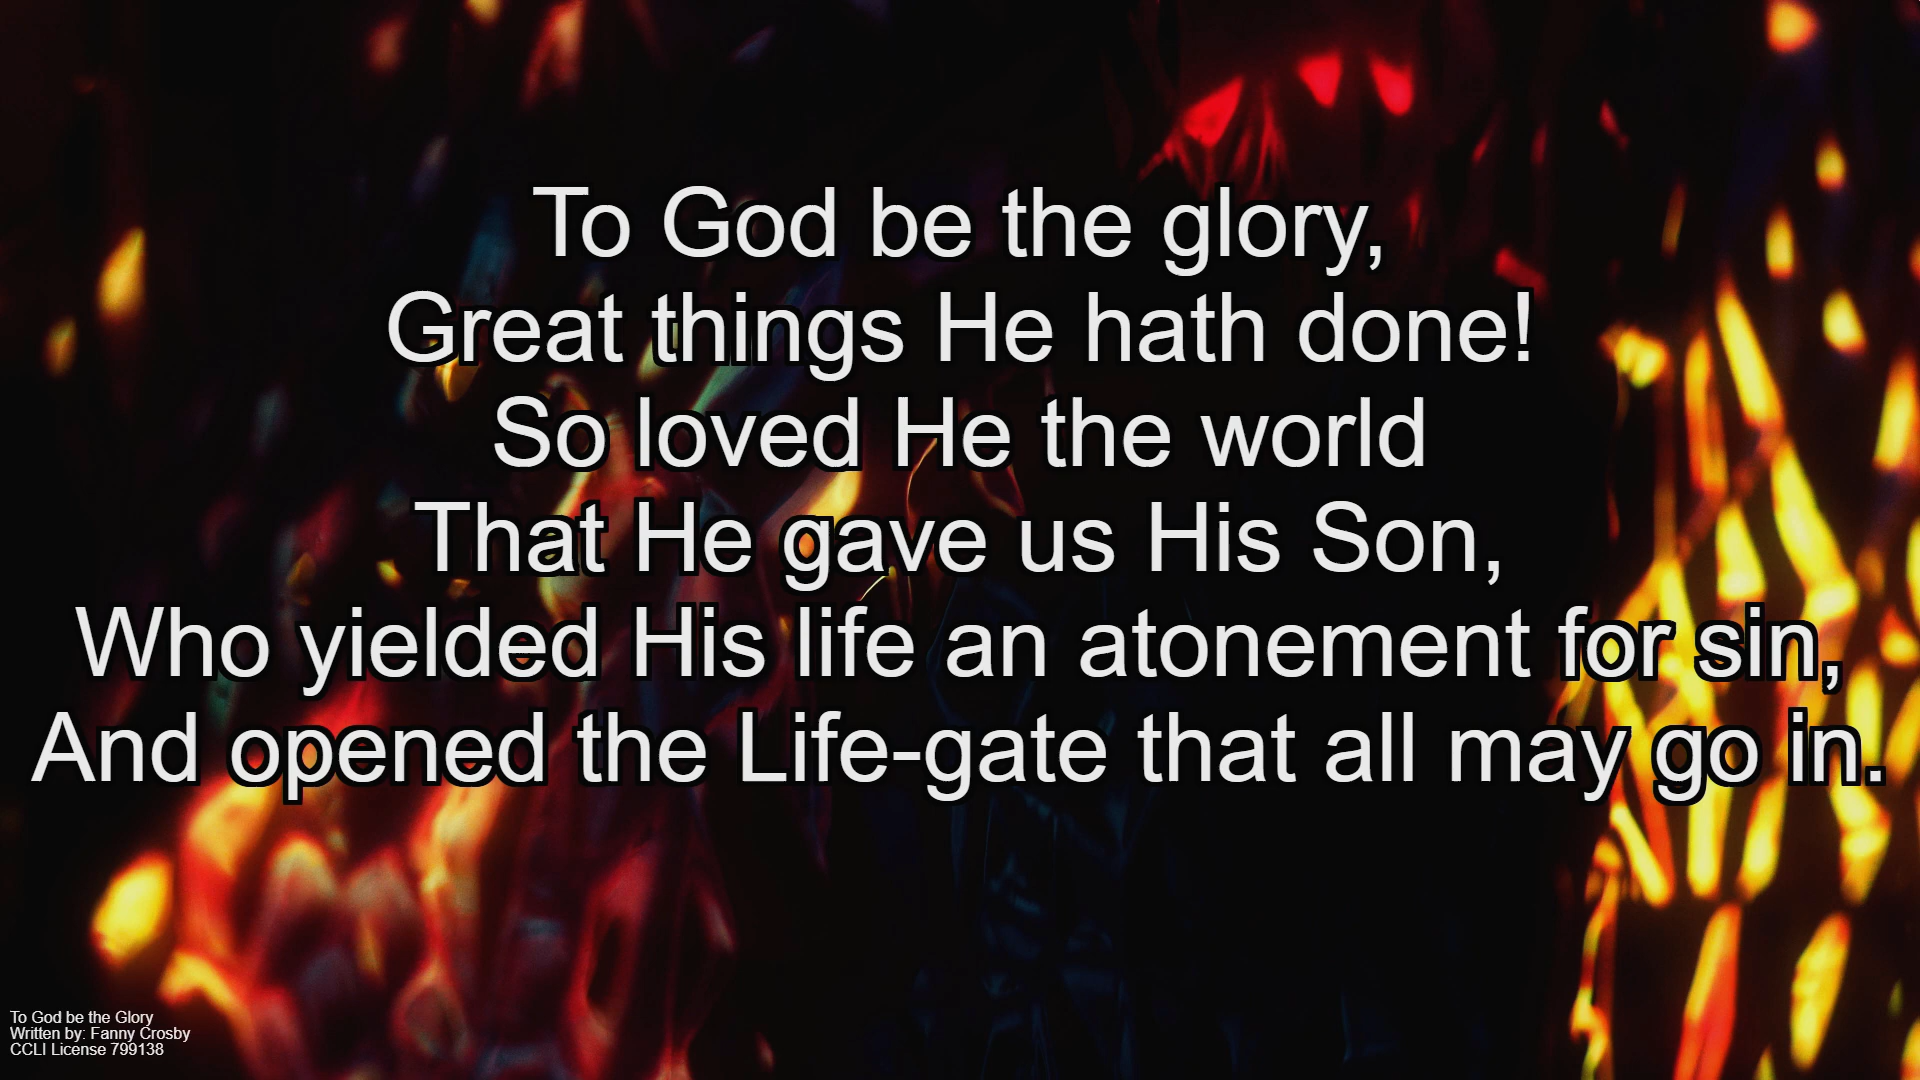 To God be the glory,
Great things He hath done!
So loved He the world
That He gave us His Son,
Who yielded His life an atonement for sin,
And opened the Life-gate that all may go in.
To God be the Glory
Written by: Fanny Crosby
CCLI License 799138